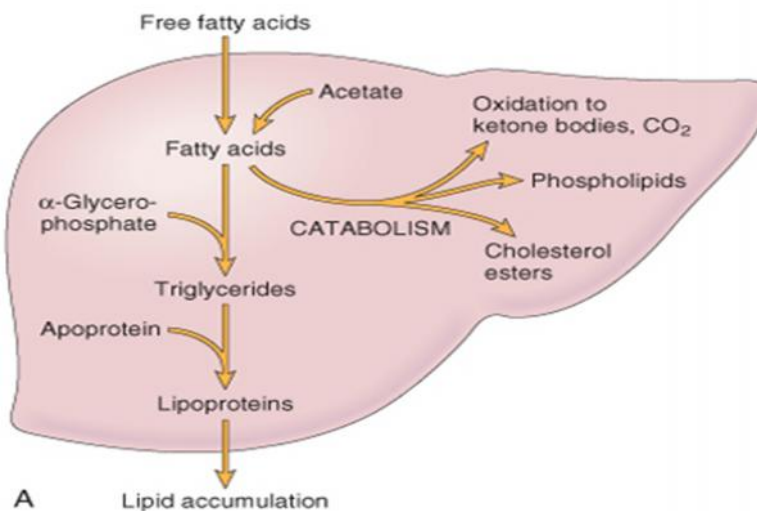 Free fatty acids
Acetate
Oxidation to
ketone bodies, CO₂
Fatty acids
Phospholipids
α-Glycero-
phosphate
CATABOLISM
Cholesterol
esters
Triglycerides
Apoprotein
Lipoproteins
A
Lipid accumulation